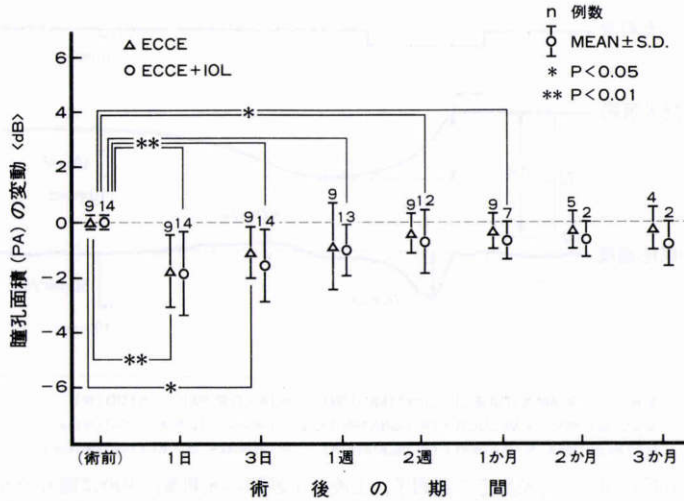 n 例数
△ ECCE
○ ECCE+IOL
MEAN±S.D.
* P<0.05
** P<0.01
瞳孔面積(PA)の変動<dB>
6
4
2
0
-2
-4
-6
*
**
9 14
9 14
9 14
9 13
9 12
9 7
5 2
4 2
**
*
(術前) 1日 3日 1週 2週 1か月 2か月 3か月
術後の期間